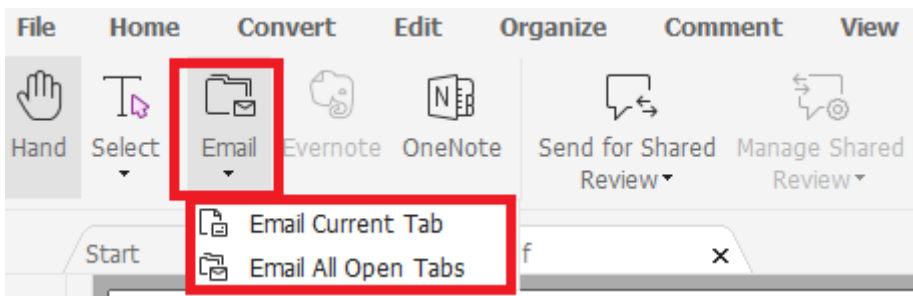 File Home Convert Edit Organize Comment View
Hand Select Email Evernote OneNote Send for Shared Review Manage Shared Review
Email Current Tab
Email All Open Tabs
Start f